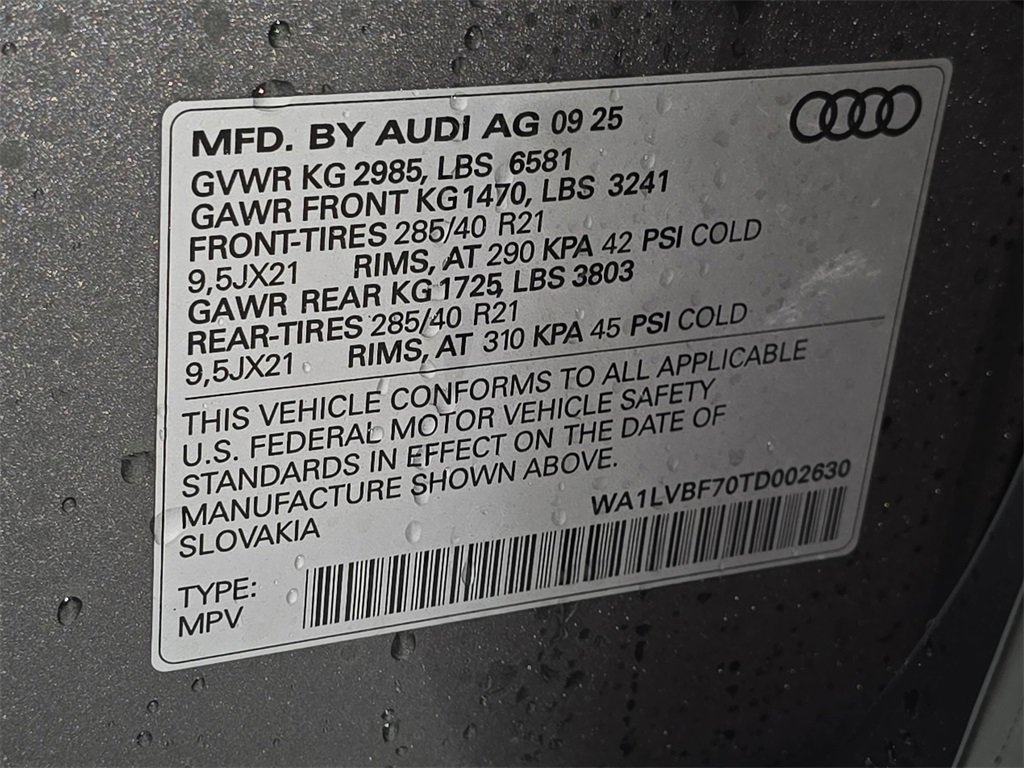 MFD. BY AUDI AG 09 25
GVWR KG 2985, LBS 6581
GAWR FRONT KG1470, LBS 3241
FRONT-TIRES 285/40 R21
9,5JX21 RIMS, AT 290 KPA 42 PSI COLD
GAWR REAR KG 1725, LBS 3803
REAR-TIRES 285/40 R21
9,5JX21 RIMS, AT 310 KPA 45 PSI COLD
THIS VEHICLE CONFORMS TO ALL APPLICABLE
U.S. FEDERAL MOTOR VEHICLE SAFETY
STANDARDS IN EFFECT ON THE DATE OF
MANUFACTURE SHOWN ABOVE.
SLOVAKIA
WA1LVBF70TD002630
TYPE:
MPV